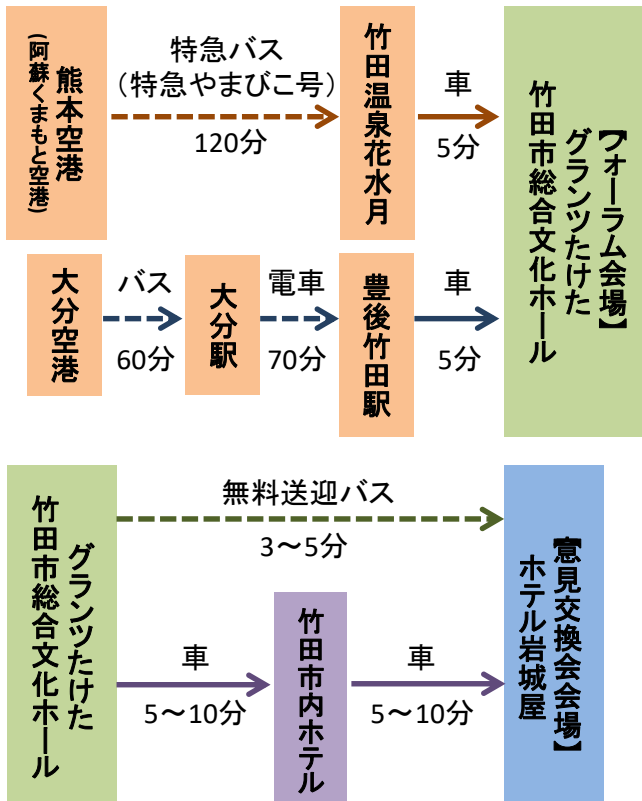 熊本空港
(阿蘇くまもと空港)
特急バス
（特急やまびこ号）
120分
竹田温泉花水月
車
5分
【フォーラム会場】
グランツたけた
竹田市総合文化ホール
大分空港
バス
60分
大分駅
電車
70分
豊後竹田駅
車
5分
グランツたけた
竹田市総合文化ホール
無料送迎バス
3～5分
【意見交換会会場】
ホテル岩城屋
車
5～10分
竹田市内ホテル
車
5～10分